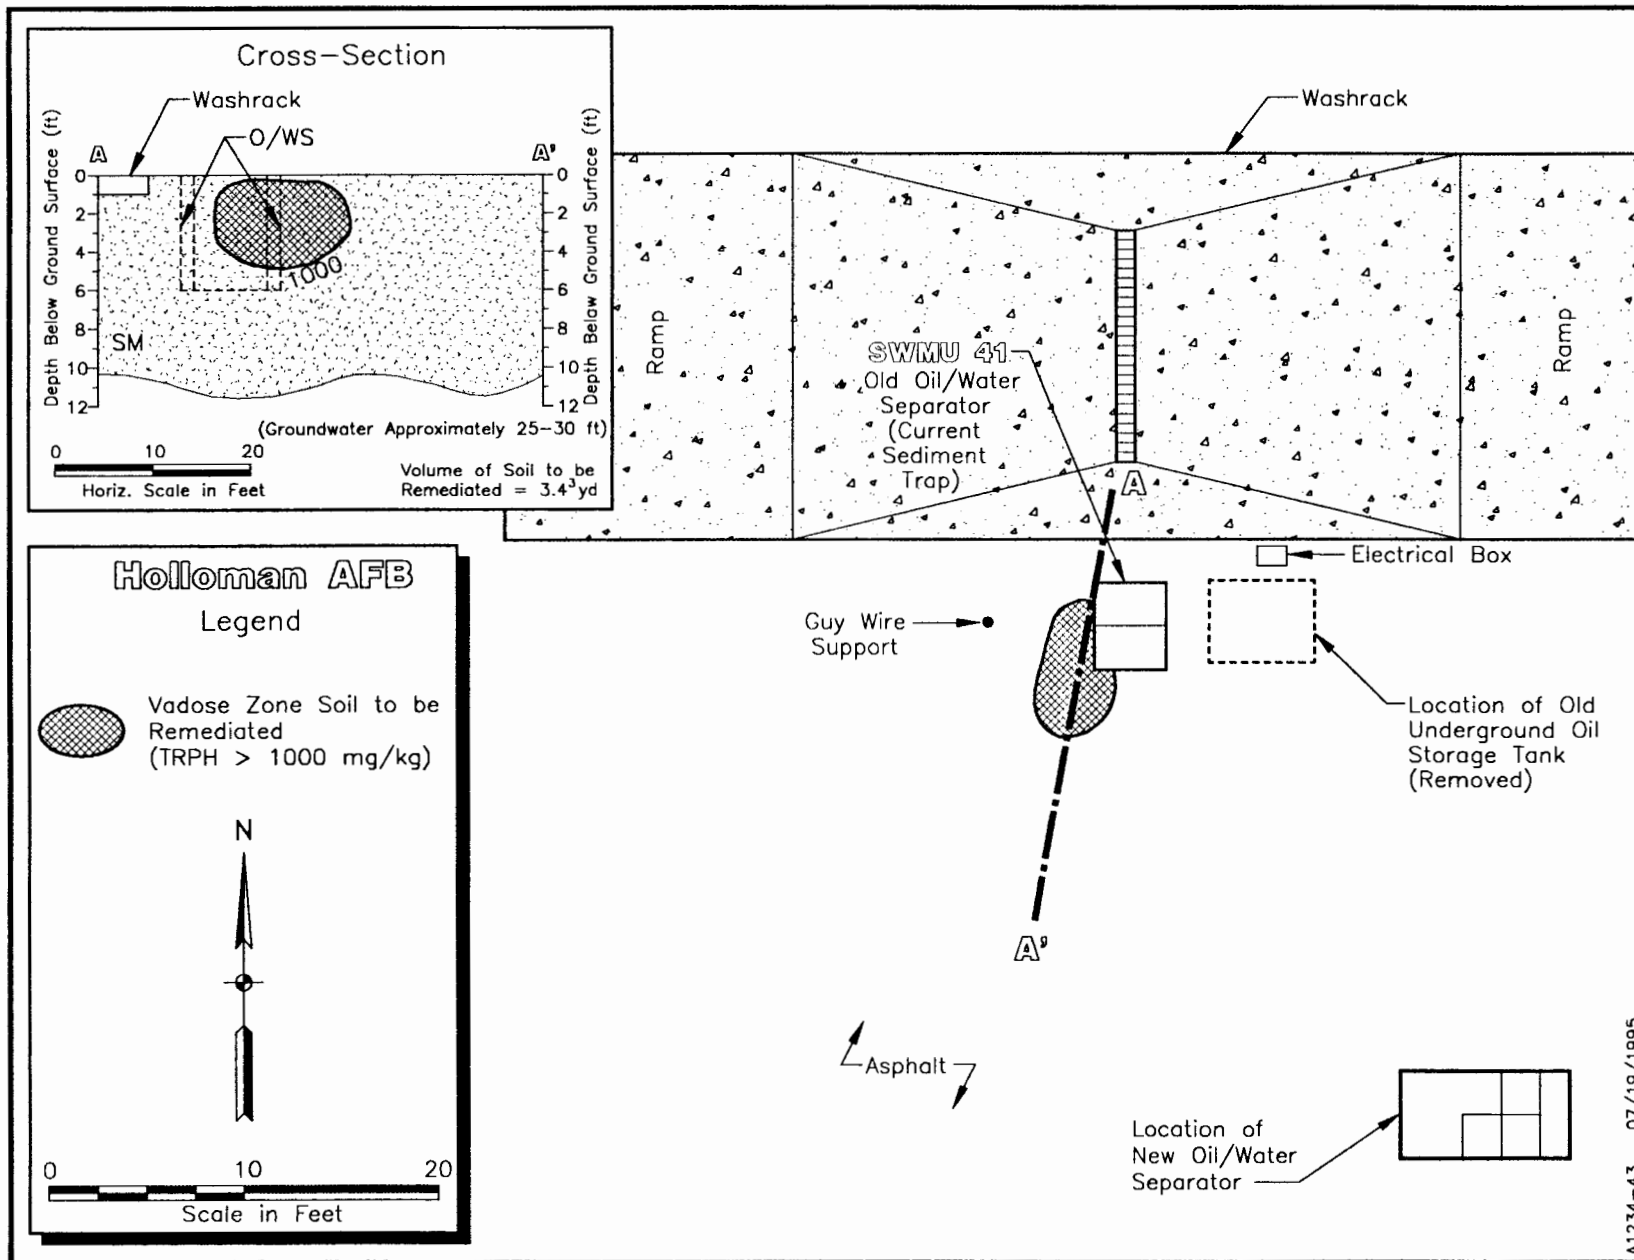 Cross-Section
Washrack
O/WS
A
A'
Depth Below Ground Surface (ft)
0
2
4
6
8
10
12
SM
1000
0
2
4
6
8
10
12
Depth Below Ground Surface (ft)
(Groundwater Approximately 25-30 ft)
0 10 20
Horiz. Scale in Feet
Volume of Soil to be
Remediated = 3.4³yd
Washrack
Ramp
Ramp
SWMU 41
Old Oil/Water
Separator
(Current
Sediment
Trap)
A
Electrical Box
Guy Wire
Support
Location of Old
Underground Oil
Storage Tank
(Removed)
A'
Asphalt
Location of
New Oil/Water
Separator
Holloman AFB
Legend
Vadose Zone Soil to be
Remediated
(TRPH > 1000 mg/kg)
N
0 10 20
Scale in Feet
07/19/1995